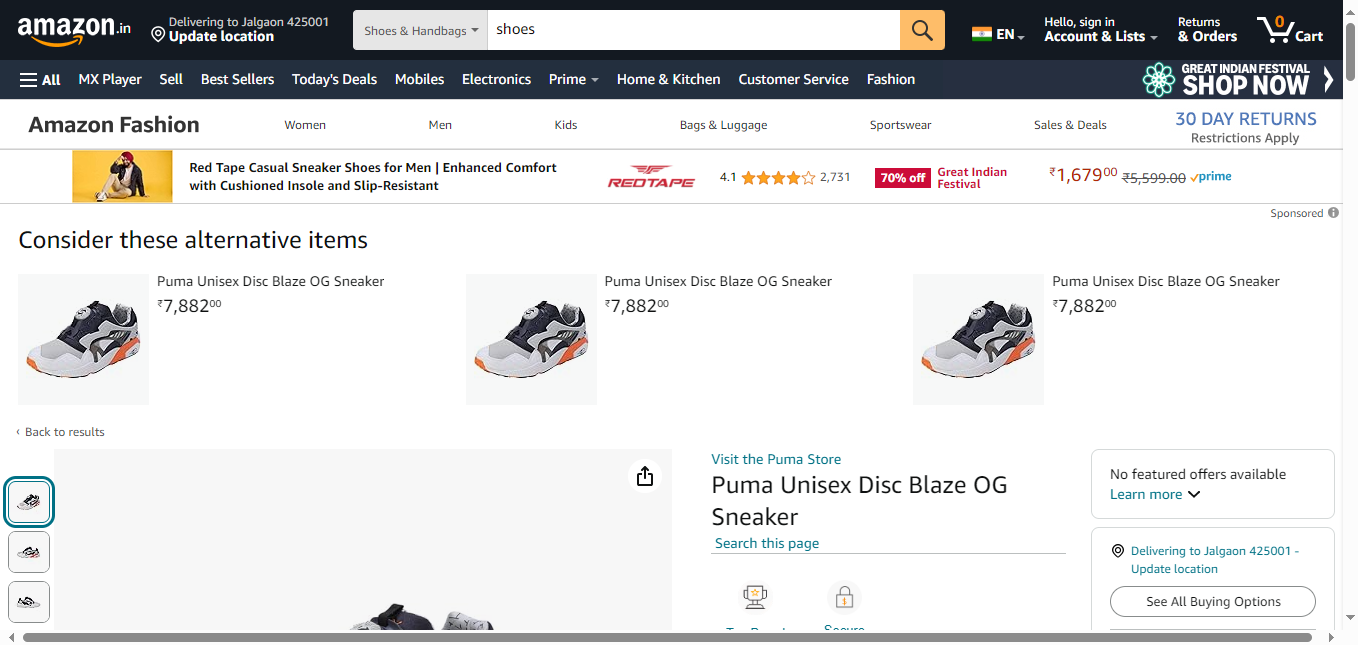 amazon.in
Delivering to Jalgaon 425001
Update location
Shoes & Handbags
shoes
EN
Hello, sign in
Account & Lists
Returns
& Orders
0
Cart
All
MX Player
Sell
Best Sellers
Today's Deals
Mobiles
Electronics
Prime
Home & Kitchen
Customer Service
Fashion
GREAT INDIAN FESTIVAL
SHOP NOW
Amazon Fashion
Women
Men
Kids
Bags & Luggage
Sportswear
Sales & Deals
30 DAY RETURNS
Restrictions Apply
Red Tape Casual Sneaker Shoes for Men | Enhanced Comfort
with Cushioned Insole and Slip-Resistant
REDTAPE
4.1
2,731
70% off
Great Indian
Festival
₹1,67900
₹5,599.00
prime
Sponsored
Consider these alternative items
Puma Unisex Disc Blaze OG Sneaker
₹7,88200
Puma Unisex Disc Blaze OG Sneaker
₹7,88200
Puma Unisex Disc Blaze OG Sneaker
₹7,88200
‹ Back to results
Visit the Puma Store
Puma Unisex Disc Blaze OG
Sneaker
Search this page
No featured offers available
Learn more
Delivering to Jalgaon 425001 -
Update location
See All Buying Options